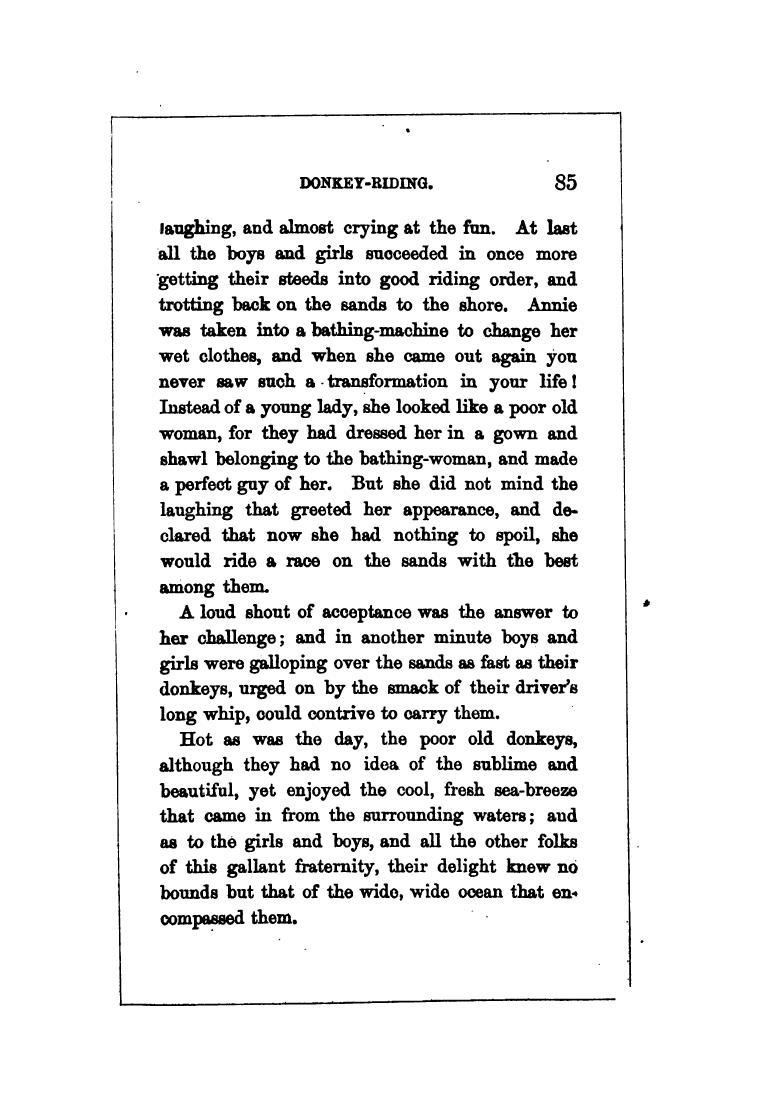 DONKEY-RIDING. 85
laughing, and almost crying at the fun. At last
all the boys and girls succeeded in once more
getting their steeds into good riding order, and
trotting back on the sands to the shore. Annie
was taken into a bathing-machine to change her
wet clothes, and when she came out again you
never saw such a transformation in your life!
Instead of a young lady, she looked like a poor old
woman, for they had dressed her in a gown and
shawl belonging to the bathing-woman, and made
a perfect guy of her. But she did not mind the
laughing that greeted her appearance, and de-
clared that now she had nothing to spoil, she
would ride a race on the sands with the best
among them.
A loud shout of acceptance was the answer to
her challenge; and in another minute boys and
girls were galloping over the sands as fast as their
donkeys, urged on by the smack of their driver's
long whip, could contrive to carry them.
Hot as was the day, the poor old donkeys,
although they had no idea of the sublime and
beautiful, yet enjoyed the cool, fresh sea-breeze
that came in from the surrounding waters; and
as to the girls and boys, and all the other folks
of this gallant fraternity, their delight knew no
bounds but that of the wide, wide ocean that en-
compassed them.